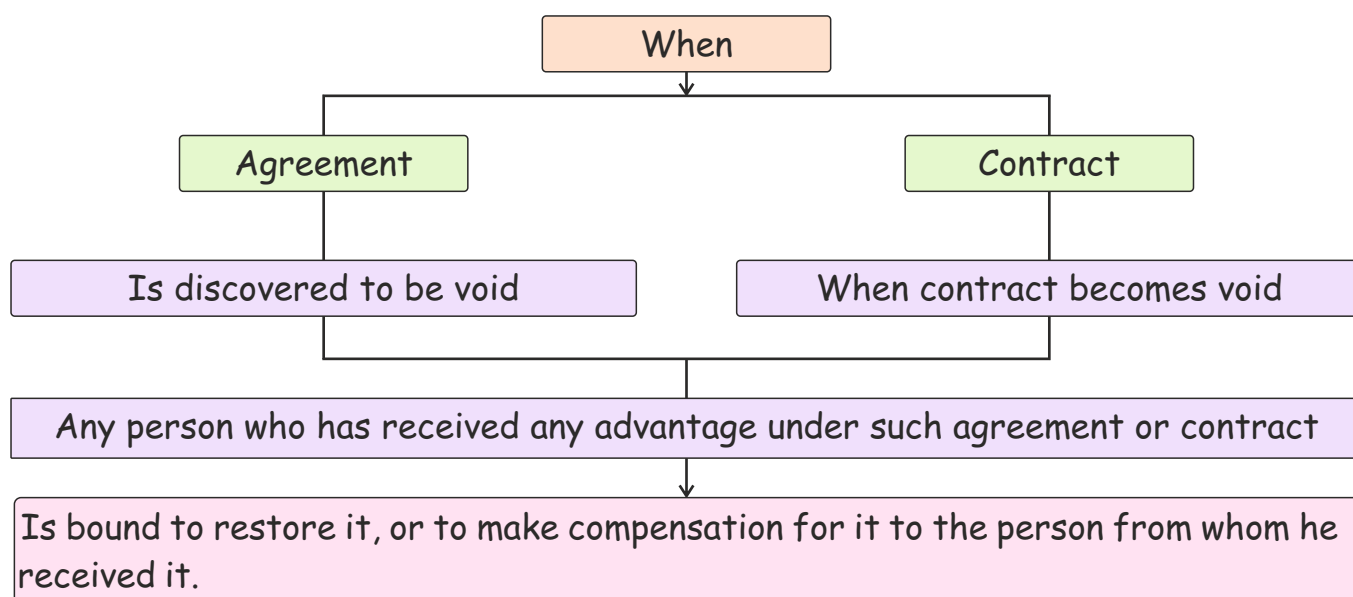 When
Agreement
Contract
Is discovered to be void
When contract becomes void
Any person who has received any advantage under such agreement or contract
Is bound to restore it, or to make compensation for it to the person from whom he
received it.